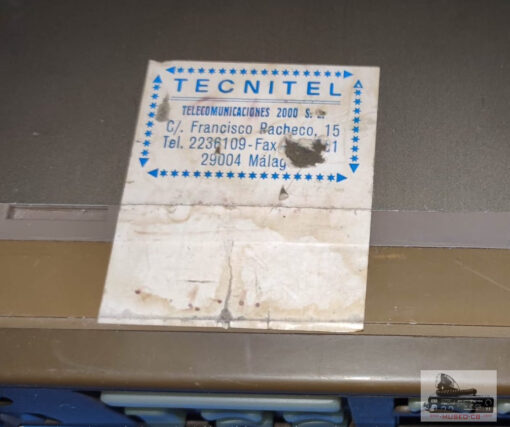 TECNITEL
TELECOMUNICACIONES 2000 S. L.
C/. Francisco Pacheco, 15
Tel. 2236109-Fax
29004 Málag
MUSEO-CB